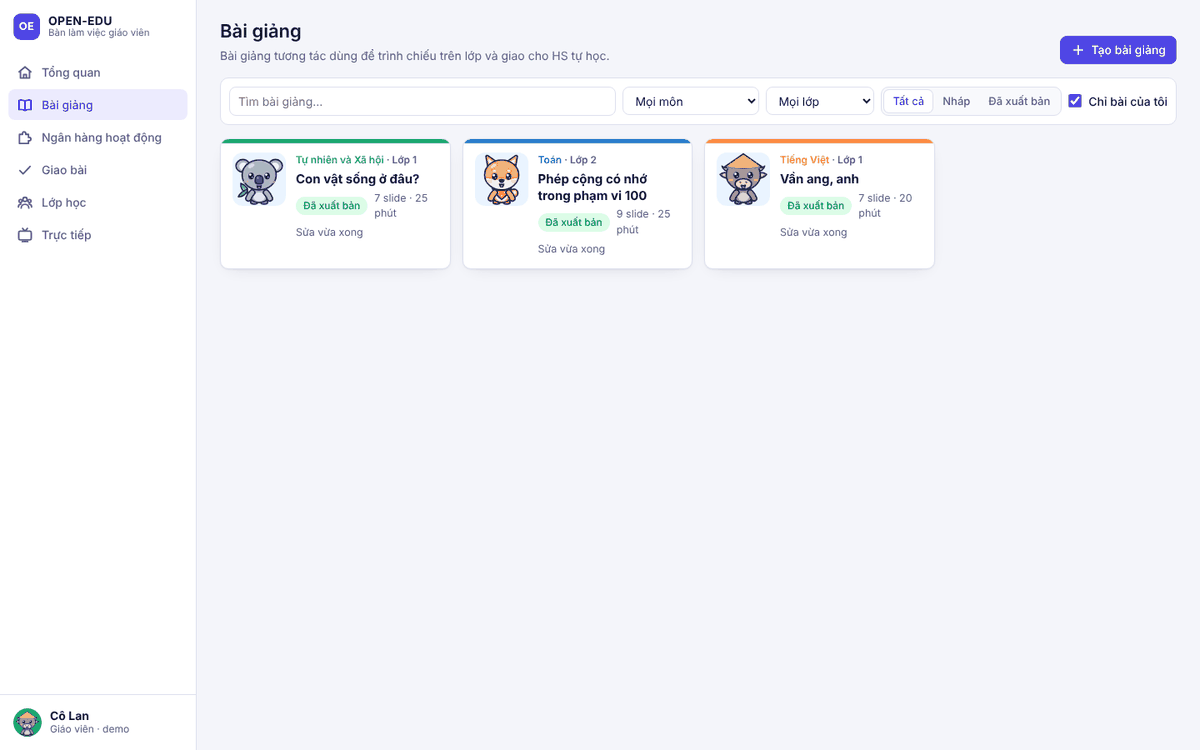 OE
OPEN-EDU
Bàn làm việc giáo viên
Tổng quan
Bài giảng
Ngân hàng hoạt động
Giao bài
Lớp học
Trực tiếp
Cô Lan
Giáo viên · demo
Bài giảng
Bài giảng tương tác dùng để trình chiếu trên lớp và giao cho HS tự học.
Tạo bài giảng
Tìm bài giảng...
Mọi môn
Mọi lớp
Tất cả
Nháp
Đã xuất bản
Chỉ bài của tôi
Tự nhiên và Xã hội · Lớp 1
Con vật sống ở đâu?
Đã xuất bản
7 slide · 25
phút
Sửa vừa xong
Toán · Lớp 2
Phép cộng có nhớ
trong phạm vi 100
Đã xuất bản
9 slide · 25
phút
Sửa vừa xong
Tiếng Việt · Lớp 1
Vần ang, anh
Đã xuất bản
7 slide · 20
phút
Sửa vừa xong